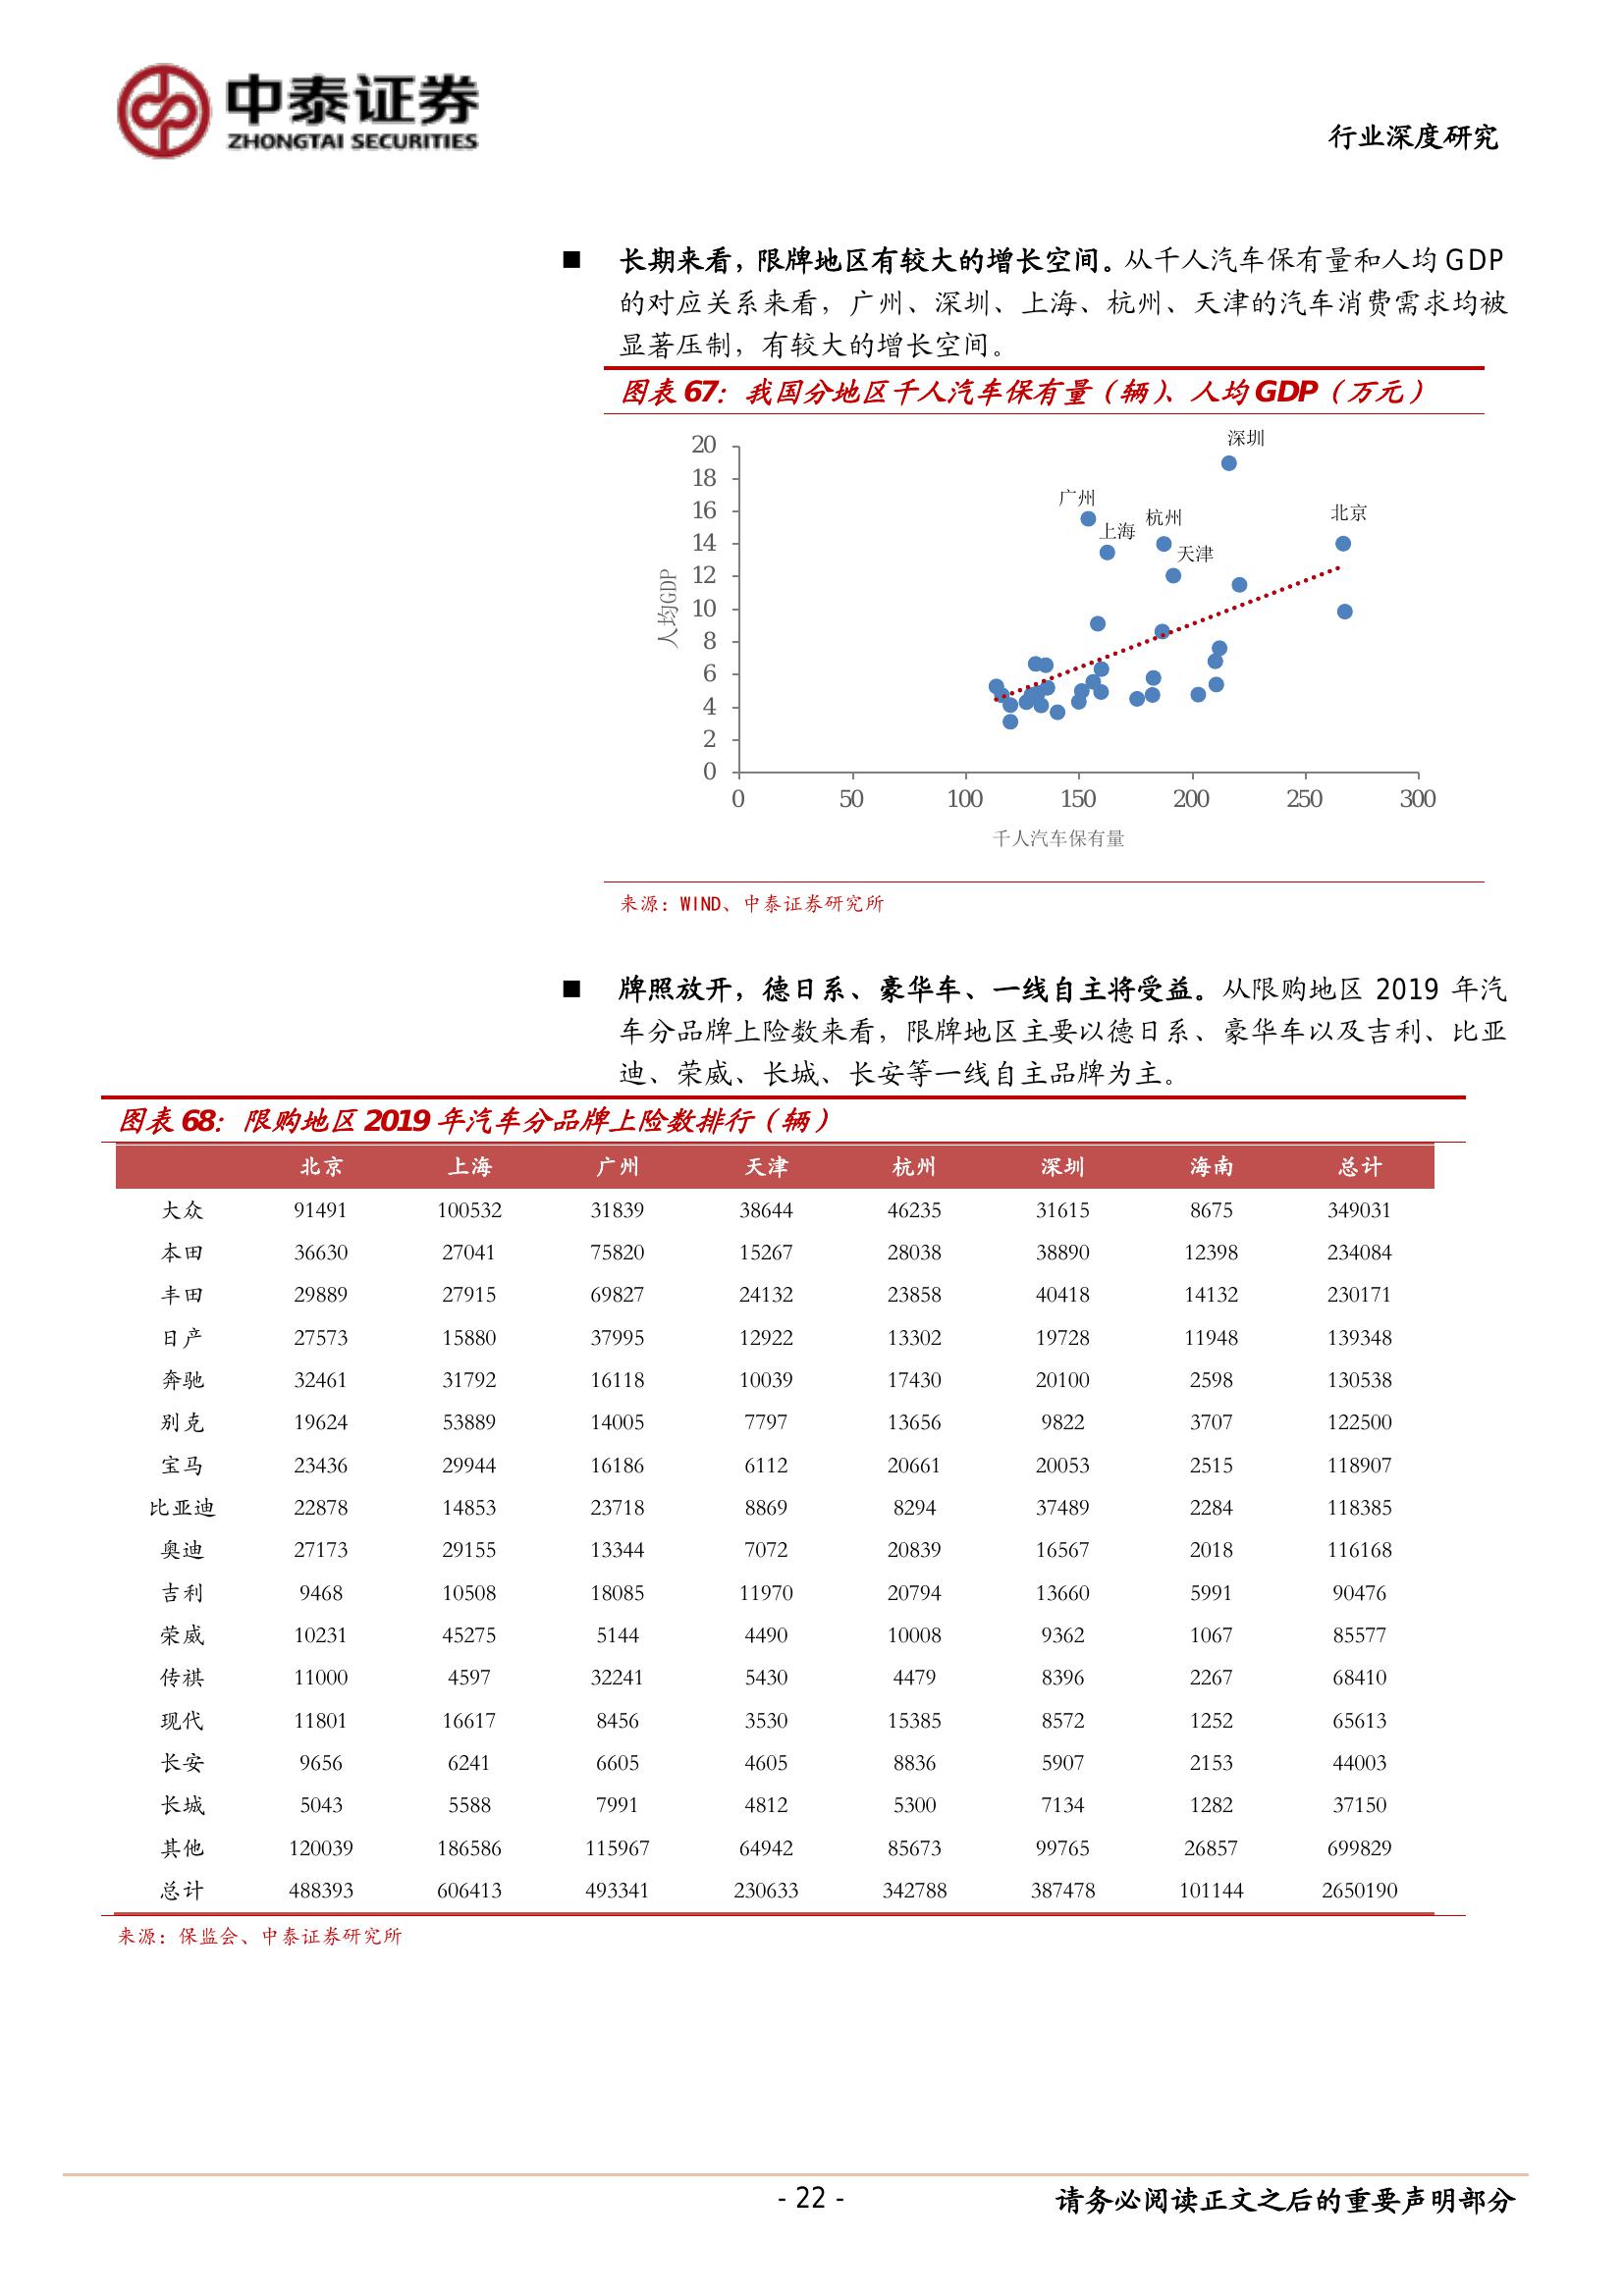 中泰证券
ZHONGTAI SECURITIES
行业深度研究
■ 长期来看，限牌地区有较大的增长空间。从千人汽车保有量和人均 GDP
的对应关系来看，广州、深圳、上海、杭州、天津的汽车消费需求均被
显著压制，有较大的增长空间。
图表 67：我国分地区千人汽车保有量（辆）、人均 GDP（万元）
20
18
16
14
12
10
8
6
4
2
0
人均GDP
深圳
广州
上海
杭州
天津
北京
0 50 100 150 200 250 300
千人汽车保有量
来源：WIND、中泰证券研究所
■ 牌照放开，德日系、豪华车、一线自主将受益。从限购地区 2019 年汽
车分品牌上险数来看，限牌地区主要以德日系、豪华车以及吉利、比亚
迪、荣威、长城、长安等一线自主品牌为主。
图表 68：限购地区 2019 年汽车分品牌上险数排行（辆）
北京 上海 广州 天津 杭州 深圳 海南 总计
大众 91491 100532 31839 38644 46235 31615 8675 349031
本田 36630 27041 75820 15267 28038 38890 12398 234084
丰田 29889 27915 69827 24132 23858 40418 14132 230171
日产 27573 15880 37995 12922 13302 19728 11948 139348
奔驰 32461 31792 16118 10039 17430 20100 2598 130538
别克 19624 53889 14005 7797 13656 9822 3707 122500
宝马 23436 29944 16186 6112 20661 20053 2515 118907
比亚迪 22878 14853 23718 8869 8294 37489 2284 118385
奥迪 27173 29155 13344 7072 20839 16567 2018 116168
吉利 9468 10508 18085 11970 20794 13660 5991 90476
荣威 10231 45275 5144 4490 10008 9362 1067 85577
传祺 11000 4597 32241 5430 4479 8396 2267 68410
现代 11801 16617 8456 3530 15385 8572 1252 65613
长安 9656 6241 6605 4605 8836 5907 2153 44003
长城 5043 5588 7991 4812 5300 7134 1282 37150
其他 120039 186586 115967 64942 85673 99765 26857 699829
总计 488393 606413 493341 230633 342788 387478 101144 2650190
来源：保监会、中泰证券研究所
- 22 -
请务必阅读正文之后的重要声明部分